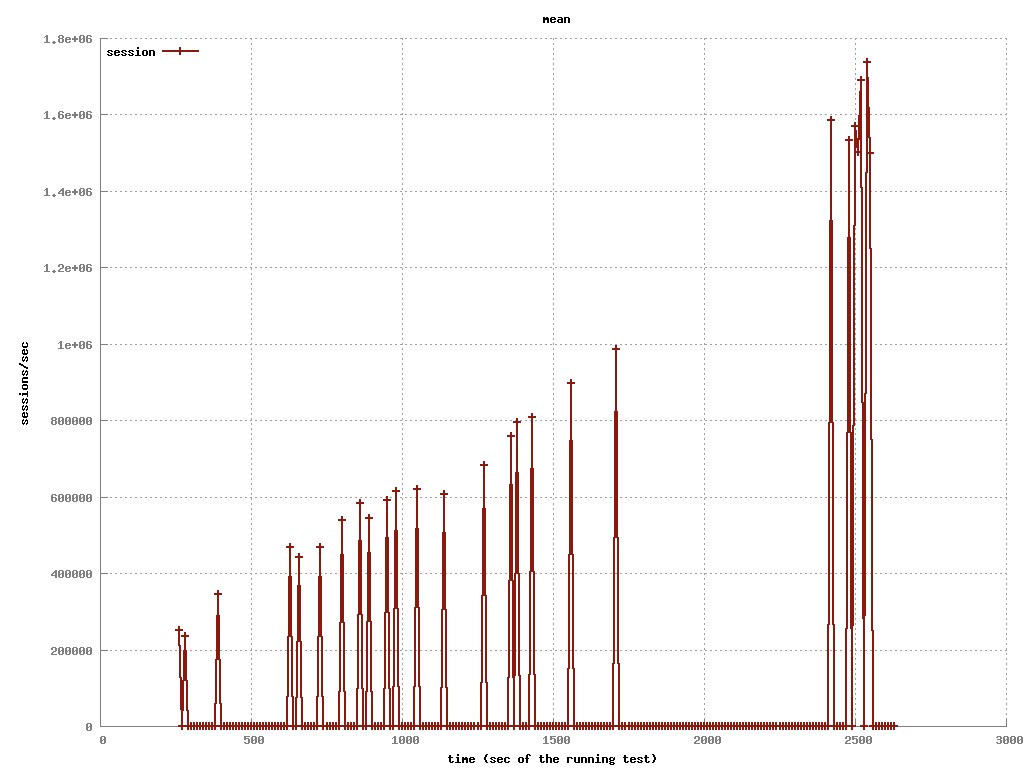 mean
session
1.8e+06
1.6e+06
1.4e+06
1.2e+06
1e+06
800000
600000
400000
200000
0
sessions/sec
0 500 1000 1500 2000 2500 3000
time (sec of the running test)